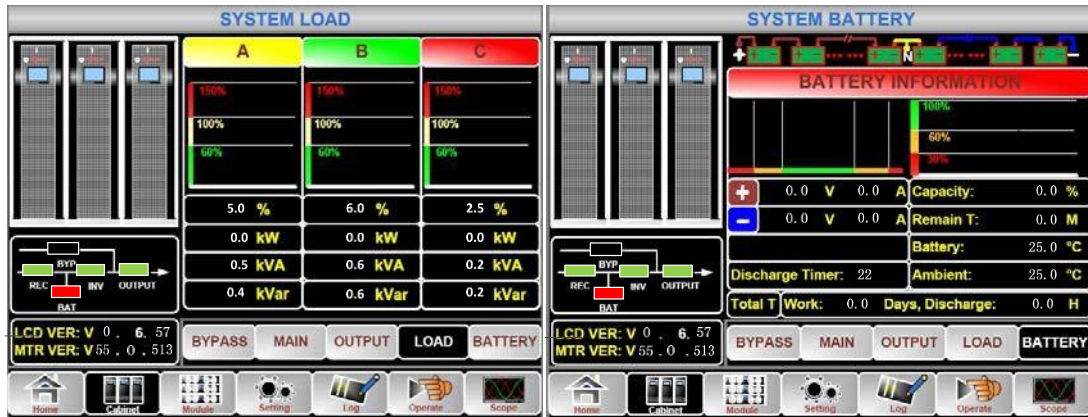 SYSTEM LOAD
A B C
150% 150% 150%
100% 100% 100%
60% 60% 60%
5.0 % 6.0 % 2.5 %
0.0 kW 0.0 kW 0.0 kW
0.5 kVA 0.6 kVA 0.2 kVA
0.4 kVar 0.6 kVar 0.2 kVar
BYP
REC INV OUTPUT
BAT
LCD VER: V 0 . 6. 57
MTR VER: V 55 . 0 . 513
BYPASS MAIN OUTPUT LOAD BATTERY
Home Cabinet Module Setting Log Operate Scope
SYSTEM BATTERY
+ N -
BATTERY INFORMATION
100%
60%
30%
+ 0.0 V 0.0 A Capacity: 0.0 %
- 0.0 V 0.0 A Remain T: 0.0 M
Battery: 25.0 °C
Discharge Timer: 22 Ambient: 25.0 °C
Total T Work: 0.0 Days, Discharge: 0.0 H
BYP
REC INV OUTPUT
BAT
LCD VER: V 0 . 6. 57
MTR VER: V 55 . 0 . 513
BYPASS MAIN OUTPUT LOAD BATTERY
Home Cabinet Module Setting Log Operate Scope